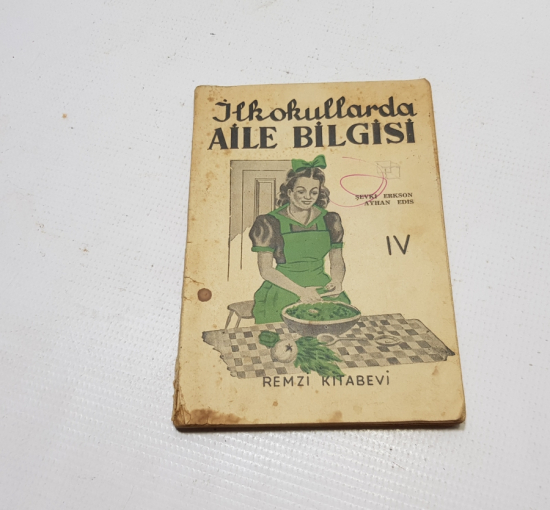 İlkokullarda
AİLE BİLGİSİ
ŞEVKİ ERKSON
AYHAN EDİS
IV
REMZİ KİTABEVİ